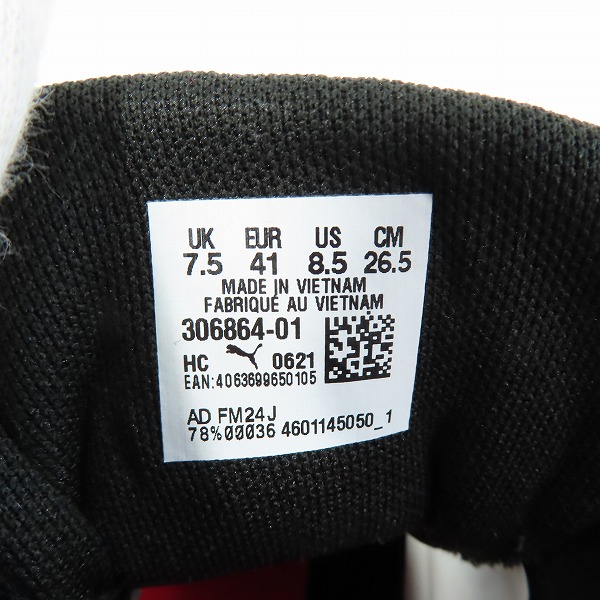 UK EUR US CM
7.5 41 8.5 26.5
MADE IN VIETNAM
FABRIQUÉ AU VIETNAM
306864-01
HC 0621
EAN:4063699650105
AD FM24J
78%00036 4601145050_1